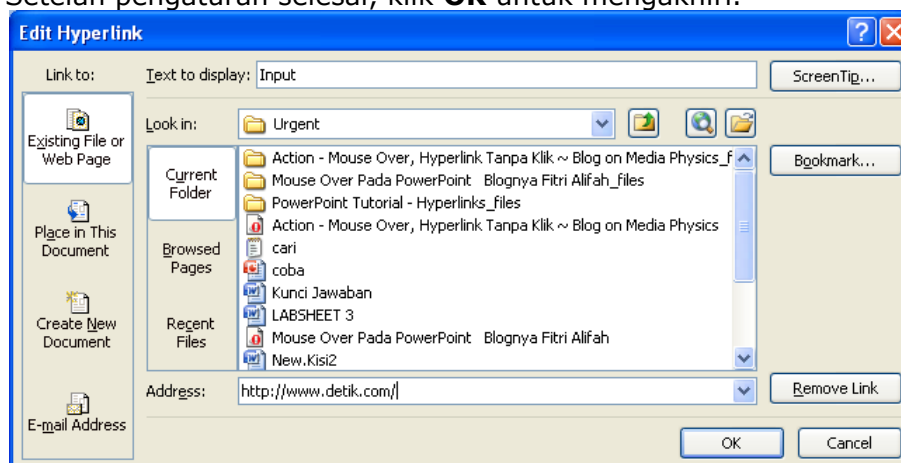 Setelah pengaturan selesai, klik OK untuk mengakhiri.
Edit Hyperlink
Link to:
Text to display: Input
ScreenTip...
Existing File or
Web Page
Place in This
Document
Create New
Document
E-mail Address
Look in:
Urgent
Current
Folder
Browsed
Pages
Recent
Files
Action - Mouse Over, Hyperlink Tanpa Klik ~ Blog on Media Physics_f
Mouse Over Pada PowerPoint Blognya Fitri Alifah_files
PowerPoint Tutorial - Hyperlinks_files
Action - Mouse Over, Hyperlink Tanpa Klik ~ Blog on Media Physics
cari
coba
Kunci Jawaban
LABSHEET 3
Mouse Over Pada PowerPoint Blognya Fitri Alifah
New.Kisi2
Bookmark...
Address: http://www.detik.com/
Remove Link
OK
Cancel